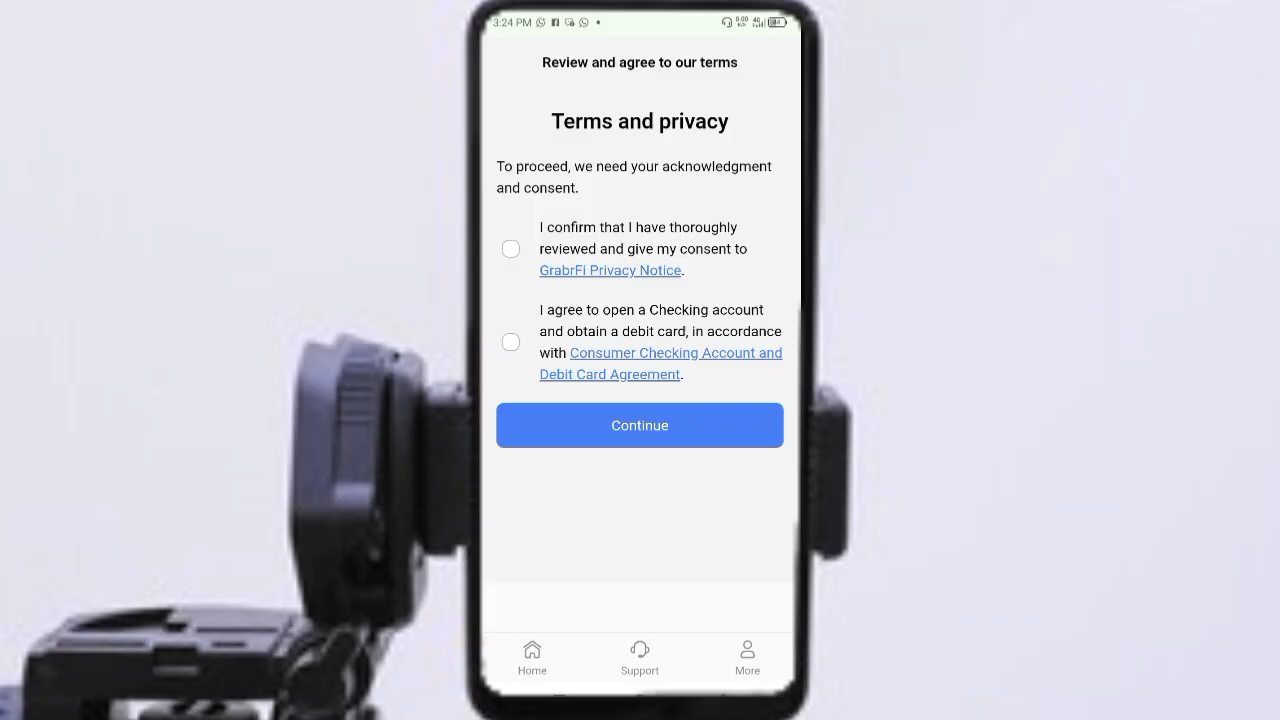 3:24 PM
Review and agree to our terms
Terms and privacy
To proceed, we need your acknowledgment
and consent.
I confirm that I have thoroughly
reviewed and give my consent to
GrabrFi Privacy Notice.
I agree to open a Checking account
and obtain a debit card, in accordance
with Consumer Checking Account and
Debit Card Agreement.
Continue
Home
Support
More